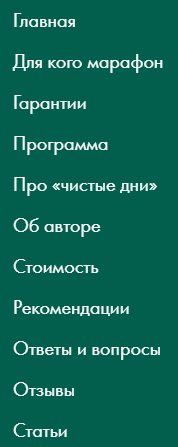 Главная
Для кого марафон
Гарантии
Программа
Про «чистые дни»
Об авторе
Стоимость
Рекомендации
Ответы и вопросы
Отзывы
Статьи